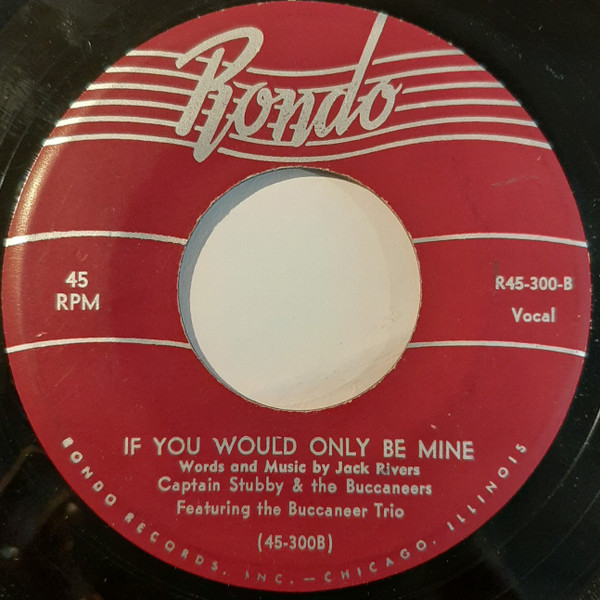 Rondo
45
RPM
R45-300-B
Vocal
IF YOU WOULD ONLY BE MINE
Words and Music by Jack Rivers
Captain Stubby & the Buccaneers
Featuring the Buccaneer Trio
(45-300B)
RONDO RECORDS, INC. — CHICAGO, ILLINOIS